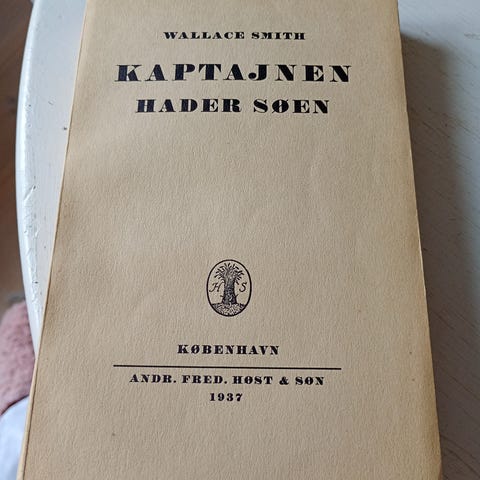 WALLACE SMITH
KAPTAJNEN
HADER SØEN
H S
KØBENHAVN
ANDR. FRED. HØST & SØN
1937